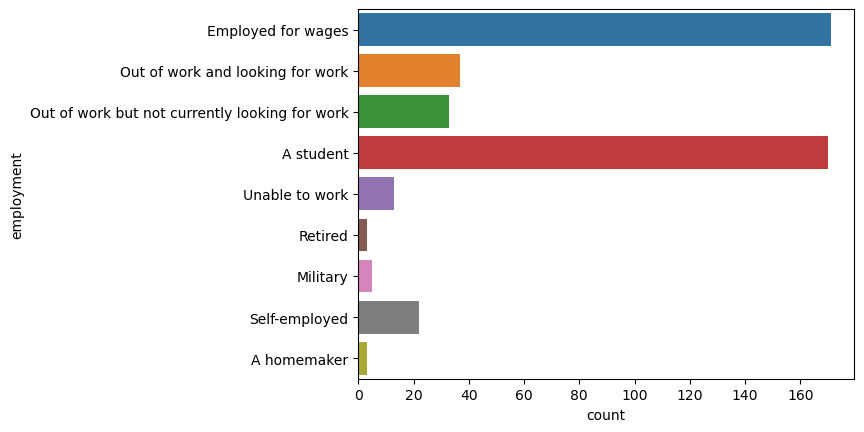 Employed for wages
Out of work and looking for work
Out of work but not currently looking for work
A student
Unable to work
Retired
Military
Self-employed
A homemaker
employment
0 20 40 60 80 100 120 140 160
count